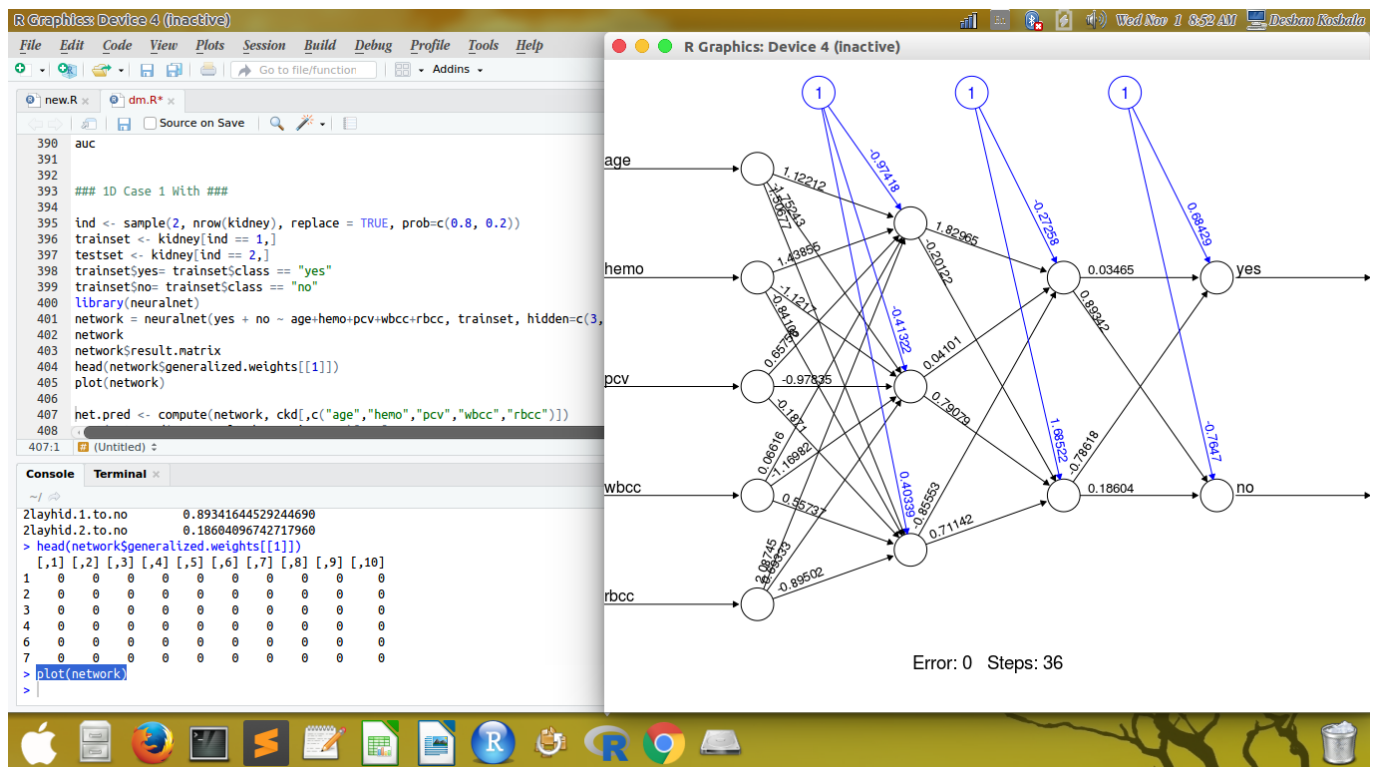 R Graphics: Device 4 (inactive)
Wed Nov 1 8:52 AM Desban Koshala
File Edit Code View Plots Session Build Debug Profile Tools Help
Go to file/function
Addins
new.R
dm.R*
Source on Save
390 auc
391
392
393 ### 1D Case 1 With ###
394
395 ind <- sample(2, nrow(kidney), replace = TRUE, prob=c(0.8, 0.2))
396 trainset <- kidney[ind == 1,]
397 testset <- kidney[ind == 2,]
398 trainset$yes= trainset$class == "yes"
399 trainset$no= trainset$class == "no"
400 library(neuralnet)
401 network = neuralnet(yes + no ~ age+hemo+pcv+wbcc+rbcc, trainset, hidden=c(3,
402 network
403 network$result.matrix
404 head(network$generalized.weights[[1]])
405 plot(network)
406
407 net.pred <- compute(network, ckd[,c("age","hemo","pcv","wbcc","rbcc")])
408
407:1 # (Untitled)
Console Terminal
~/
2layhid.1.to.no 0.89341644529244690
2layhid.2.to.no 0.18604096742717960
> head(network$generalized.weights[[1]])
[,1] [,2] [,3] [,4] [,5] [,6] [,7] [,8] [,9] [,10]
1 0 0 0 0 0 0 0 0 0 0
2 0 0 0 0 0 0 0 0 0 0
3 0 0 0 0 0 0 0 0 0 0
4 0 0 0 0 0 0 0 0 0 0
6 0 0 0 0 0 0 0 0 0 0
7 0 0 0 0 0 0 0 0 0 0
> plot(network)
>
R Graphics: Device 4 (inactive)
1 1 1
age
hemo
pcv
wbcc
rbcc
-0.97418
-0.41322
0.40339
-0.27258
1.68522
0.68429
-0.7647
1.12212
-1.75243
1.50677
1.43855
-1.1217
-0.84108
-0.97835
-0.1871
0.06616
-1.16982
0.55737
2.08745
-0.89502
1.82965
-0.20122
0.04101
0.79079
-0.85553
0.71142
0.03465
0.89342
-0.78618
0.18604
yes
no
Error: 0 Steps: 36